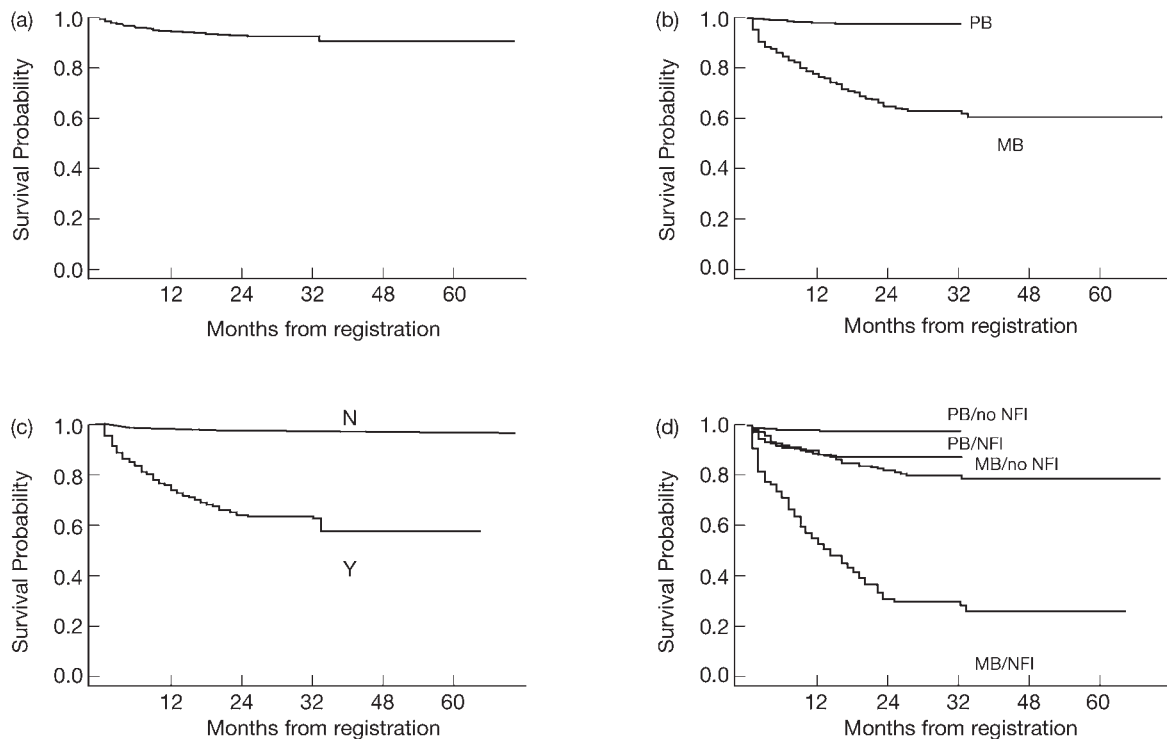 (a)
Survival Probability
1.0
0.8
0.6
0.4
0.2
0.0
12 24 32 48 60
Months from registration
(b)
Survival Probability
1.0
0.8
0.6
0.4
0.2
0.0
PB
MB
12 24 32 48 60
Months from registration
(c)
Survival Probability
1.0
0.8
0.6
0.4
0.2
0.0
N
Y
12 24 32 48 60
Months from registration
(d)
Survival Probability
1.0
0.8
0.6
0.4
0.2
0.0
PB/no NFI
PB/NFI
MB/no NFI
MB/NFI
12 24 32 48 60
Months from registration